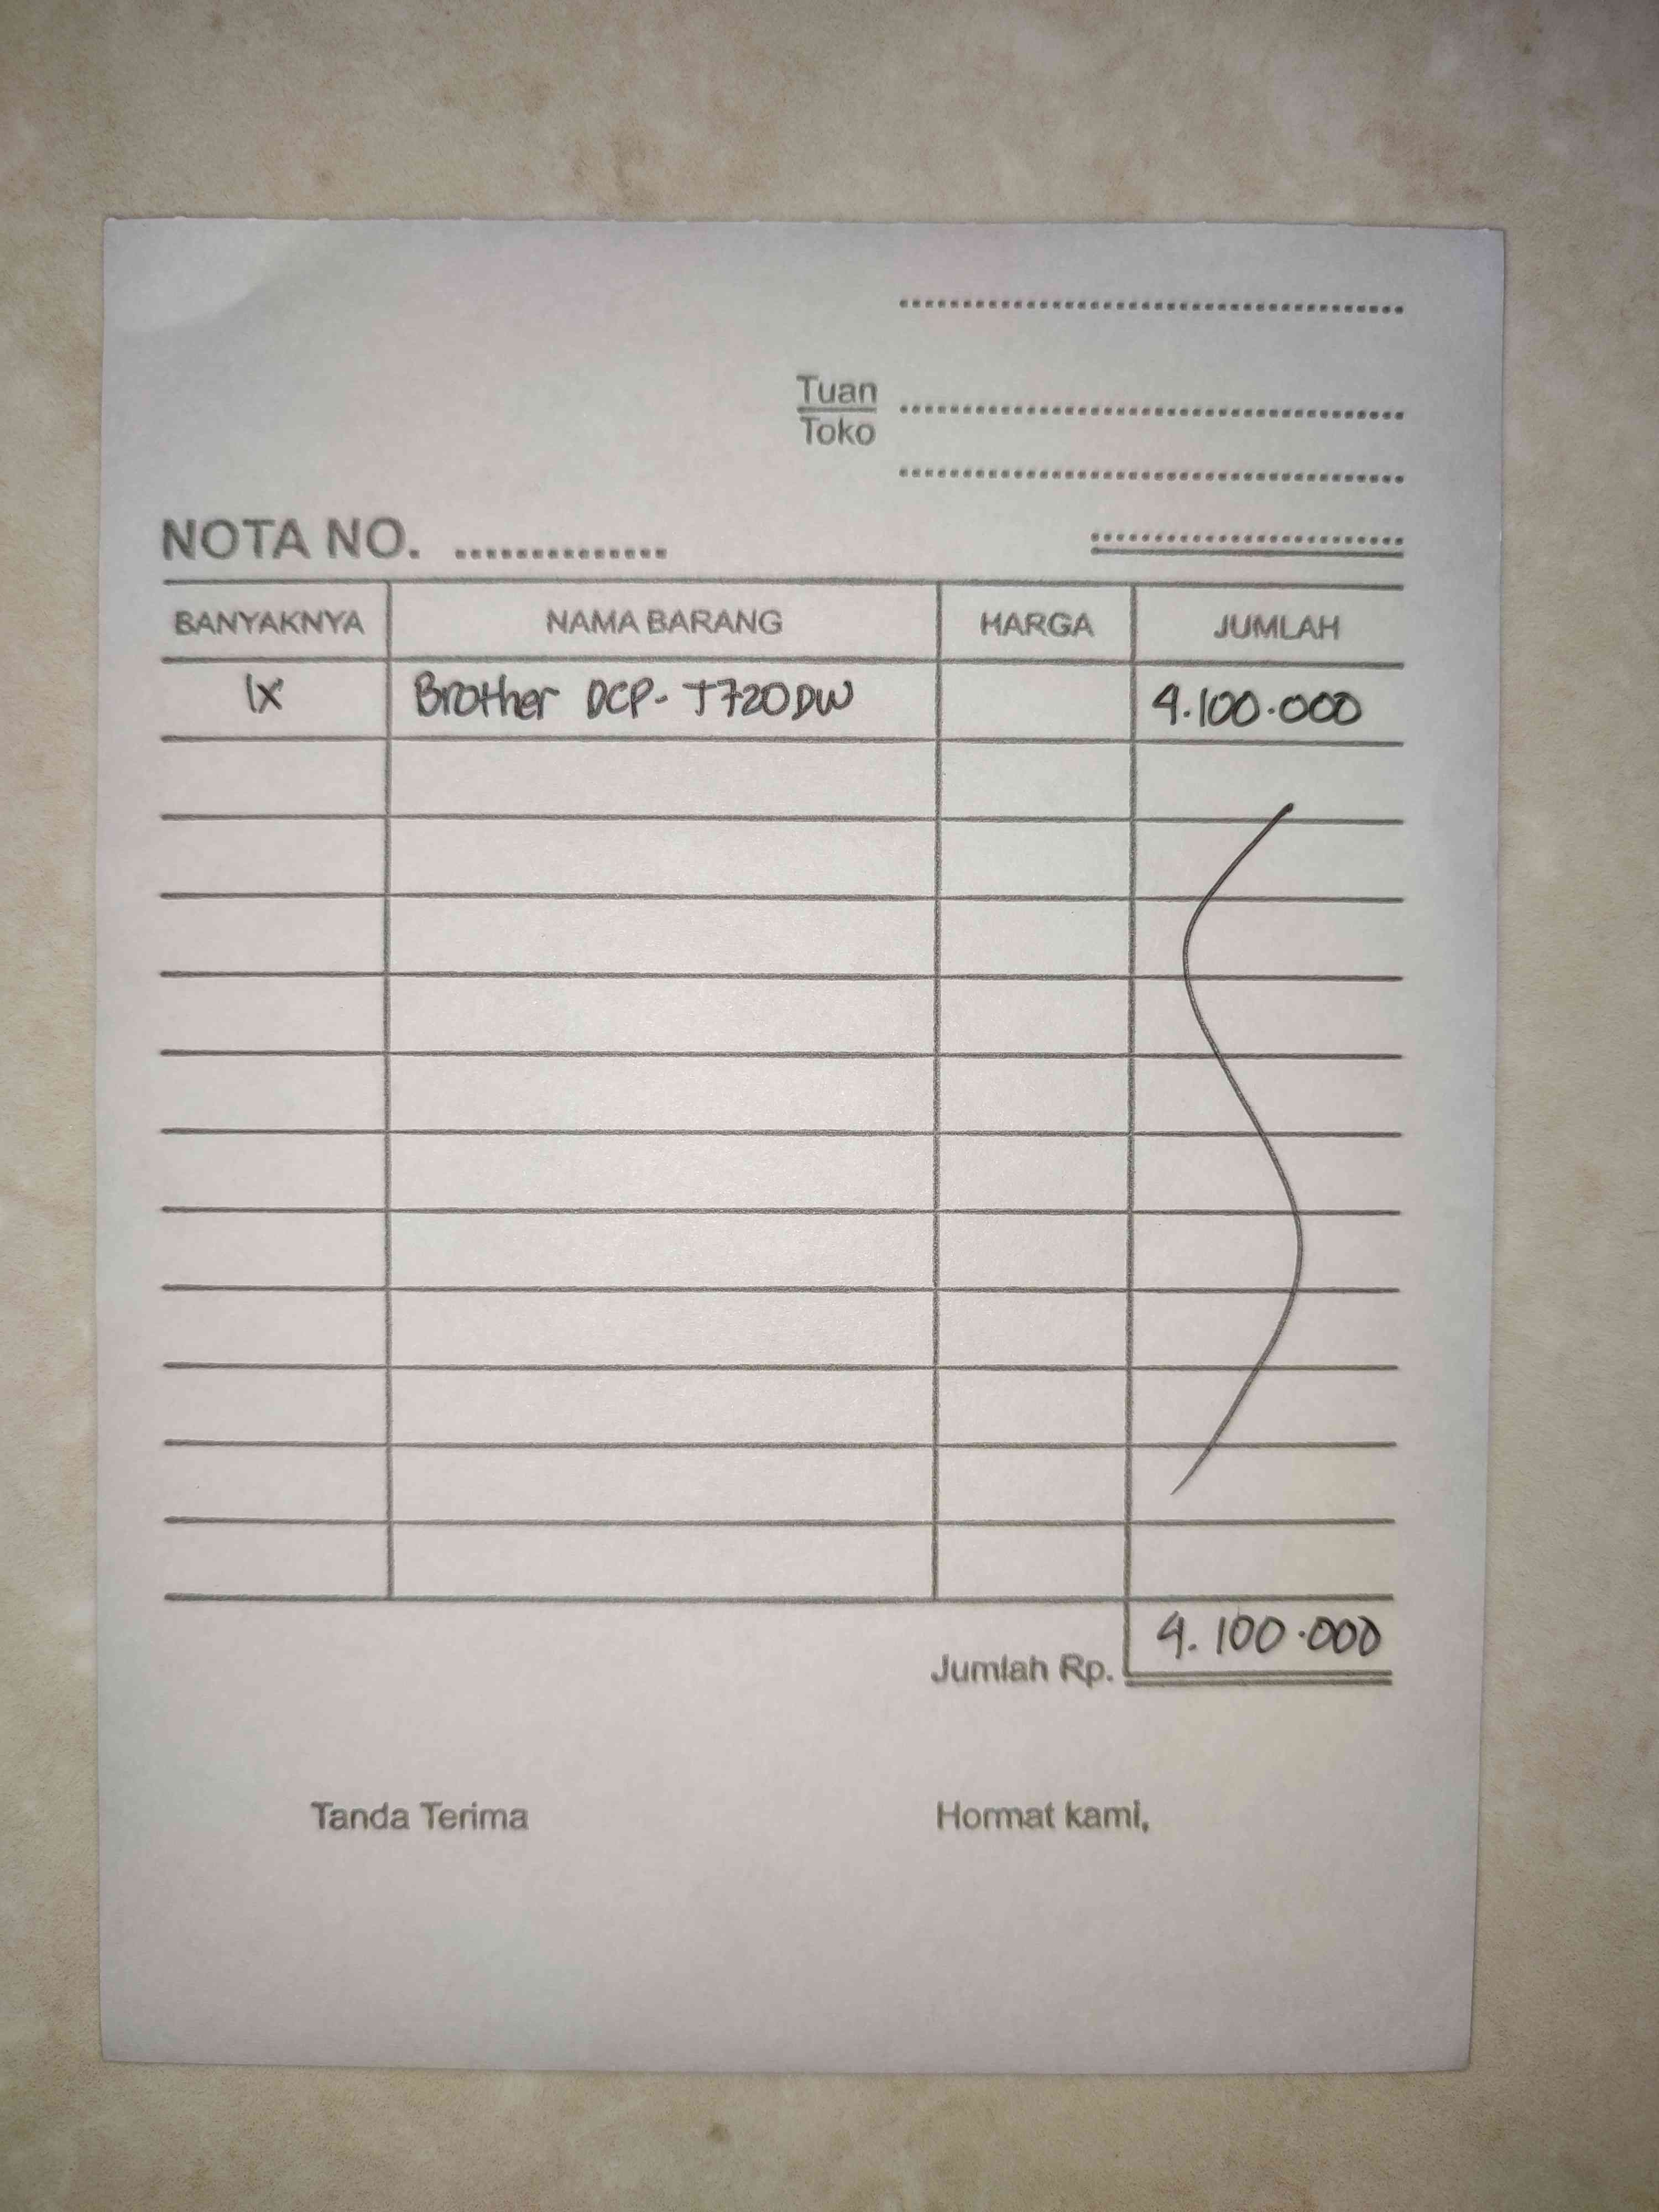 Tuan
Toko
NOTA NO.
BANYAKNYA NAMA BARANG HARGA JUMLAH
1x Brother DCP-T720DW 4.100.000
Jumlah Rp. 4.100.000
Tanda Terima Hormat kami,